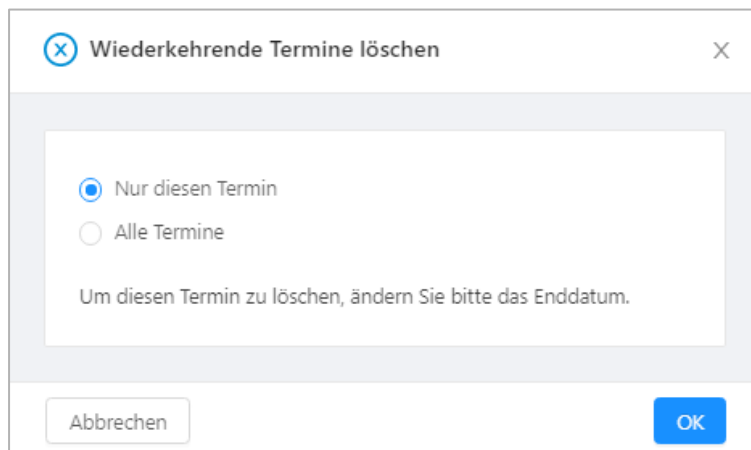 Wiederkehrende Termine löschen
Nur diesen Termin
Alle Termine
Um diesen Termin zu löschen, ändern Sie bitte das Enddatum.
Abbrechen
OK